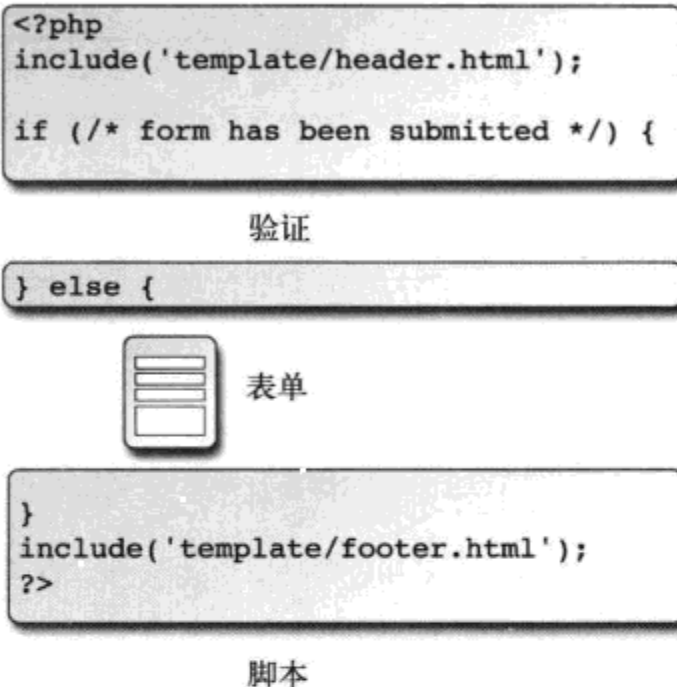 <?php
include('template/header.html');
if (/* form has been submitted */) {
验证
} else {
表单
}
include('template/footer.html');
?>
脚本